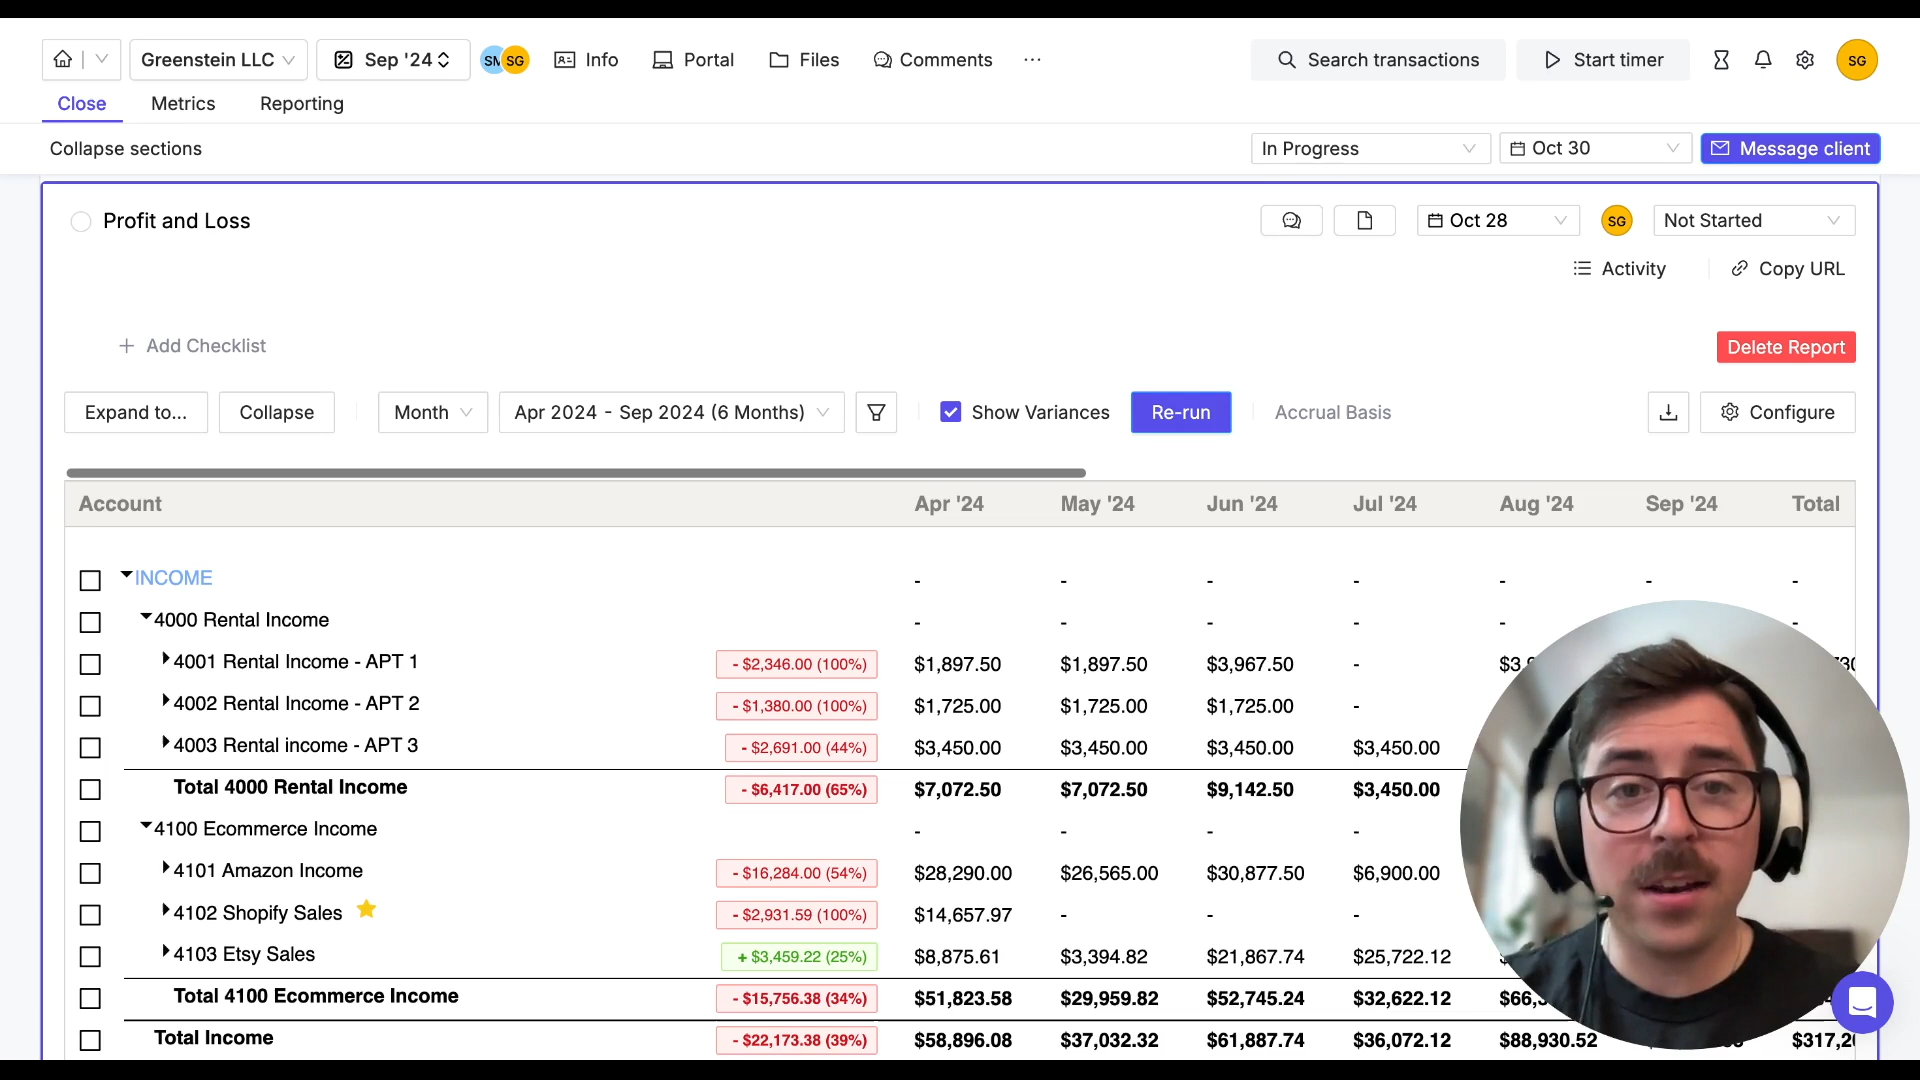 Greenstein LLC Sep '24 SM SG Info Portal Files Comments ··· Search transactions Start timer SG
Close Metrics Reporting
Collapse sections In Progress Oct 30 Message client
Profit and Loss Oct 28 SG Not Started
Activity Copy URL
+ Add Checklist Delete Report
Expand to... Collapse Month Apr 2024 - Sep 2024 (6 Months) Show Variances Re-run Accrual Basis Configure
Account Apr '24 May '24 Jun '24 Jul '24 Aug '24 Sep '24 Total
INCOME - - - - - - -
4000 Rental Income - - - - - - -
4001 Rental Income - APT 1 - $2,346.00 (100%) $1,897.50 $1,897.50 $3,967.50 -
4002 Rental Income - APT 2 - $1,380.00 (100%) $1,725.00 $1,725.00 $1,725.00 -
4003 Rental income - APT 3 - $2,691.00 (44%) $3,450.00 $3,450.00 $3,450.00 $3,450.00
Total 4000 Rental Income - $6,417.00 (65%) $7,072.50 $7,072.50 $9,142.50 $3,450.00
4100 Ecommerce Income - - - -
4101 Amazon Income - $16,284.00 (54%) $28,290.00 $26,565.00 $30,877.50 $6,900.00
4102 Shopify Sales - $2,931.59 (100%) $14,657.97 - - -
4103 Etsy Sales + $3,459.22 (25%) $8,875.61 $3,394.82 $21,867.74 $25,722.12
Total 4100 Ecommerce Income - $15,756.38 (34%) $51,823.58 $29,959.82 $52,745.24 $32,622.12
Total Income - $22,173.38 (39%) $58,896.08 $37,032.32 $61,887.74 $36,072.12 $88,930.52